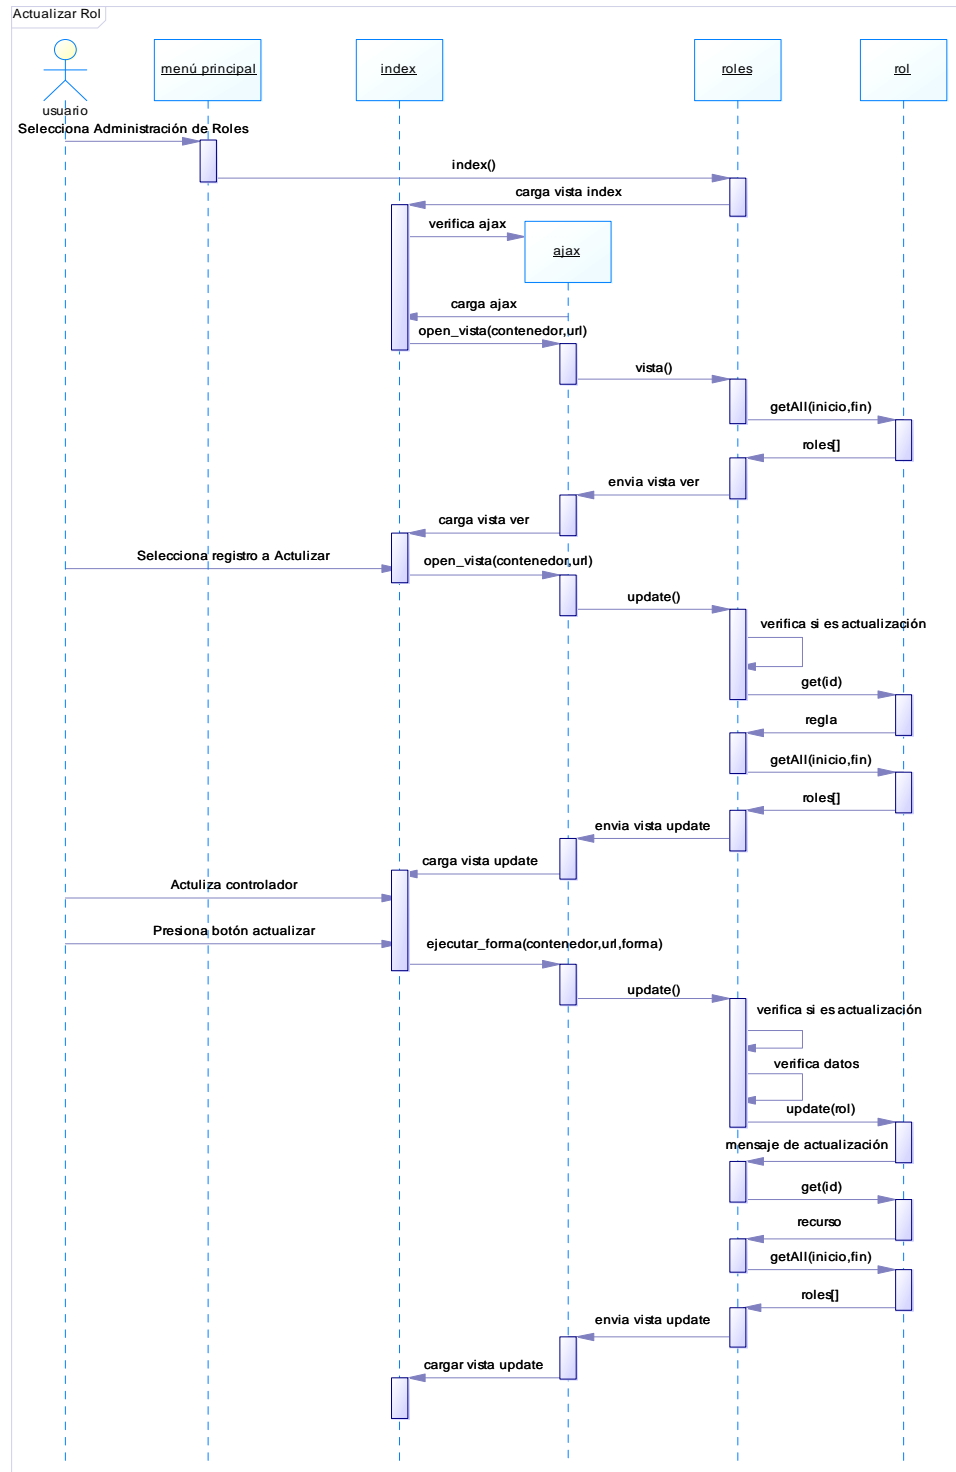 Actualizar Rol
usuario
menú principal
index
roles
rol
Selecciona Administración de Roles
index()
carga vista index
verifica ajax
ajax
carga ajax
open_vista(contenedor,url)
vista()
getAll(inicio,fin)
roles[]
envia vista ver
carga vista ver
Selecciona registro a Actulizar
open_vista(contenedor,url)
update()
verifica si es actualización
get(id)
regla
getAll(inicio,fin)
roles[]
envia vista update
carga vista update
Actuliza controlador
Presiona botón actualizar
ejecutar_forma(contenedor,url,forma)
update()
verifica si es actualización
verifica datos
update(rol)
mensaje de actualización
get(id)
recurso
getAll(inicio,fin)
roles[]
envia vista update
cargar vista update